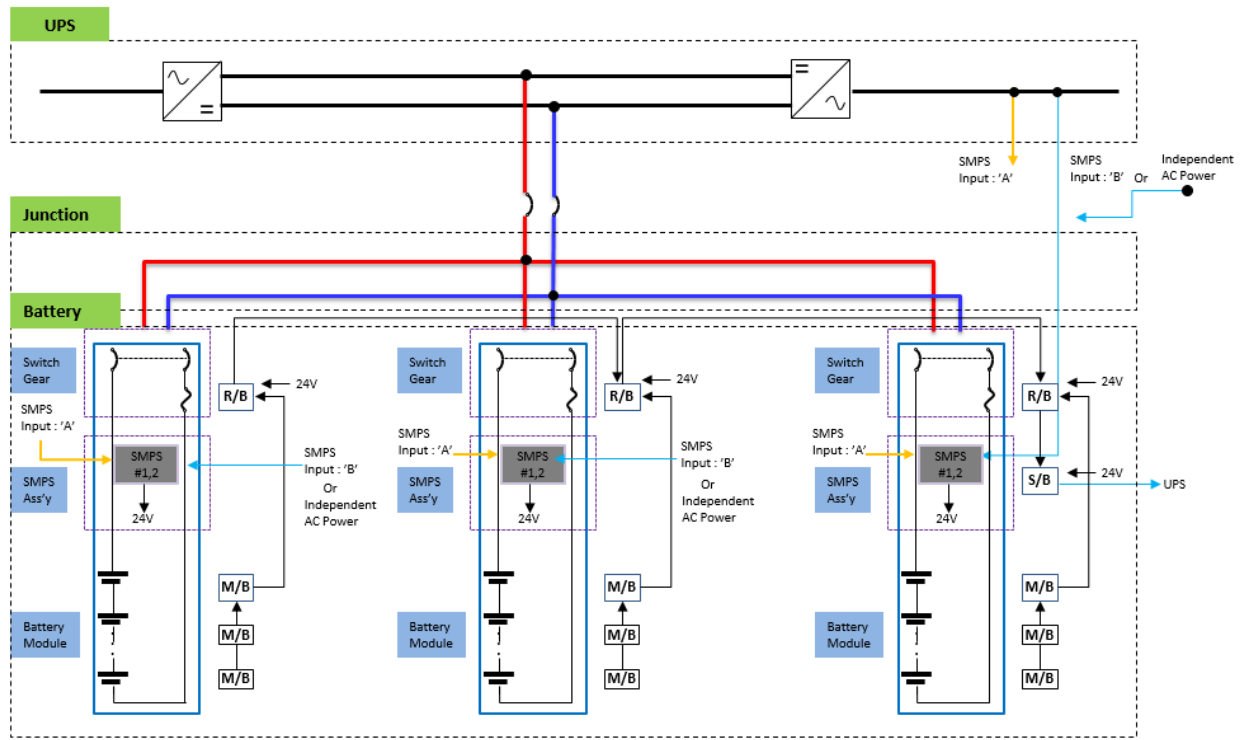 UPS
SMPS
Input : 'A'
SMPS
Input : 'B'
Or
Independent
AC Power
Junction
Battery
Switch
Gear
R/B
24V
SMPS
Input : 'A'
SMPS
#1,2
SMPS
Input : 'B'
Or
Independent
AC Power
SMPS
Ass'y
24V
M/B
Battery
Module
M/B
M/B
Switch
Gear
R/B
24V
SMPS
Input : 'A'
SMPS
#1,2
SMPS
Input : 'B'
Or
Independent
AC Power
SMPS
Ass'y
24V
M/B
Battery
Module
M/B
M/B
Switch
Gear
R/B
24V
SMPS
Input : 'A'
SMPS
#1,2
S/B
24V
UPS
SMPS
Ass'y
24V
M/B
Battery
Module
M/B
M/B